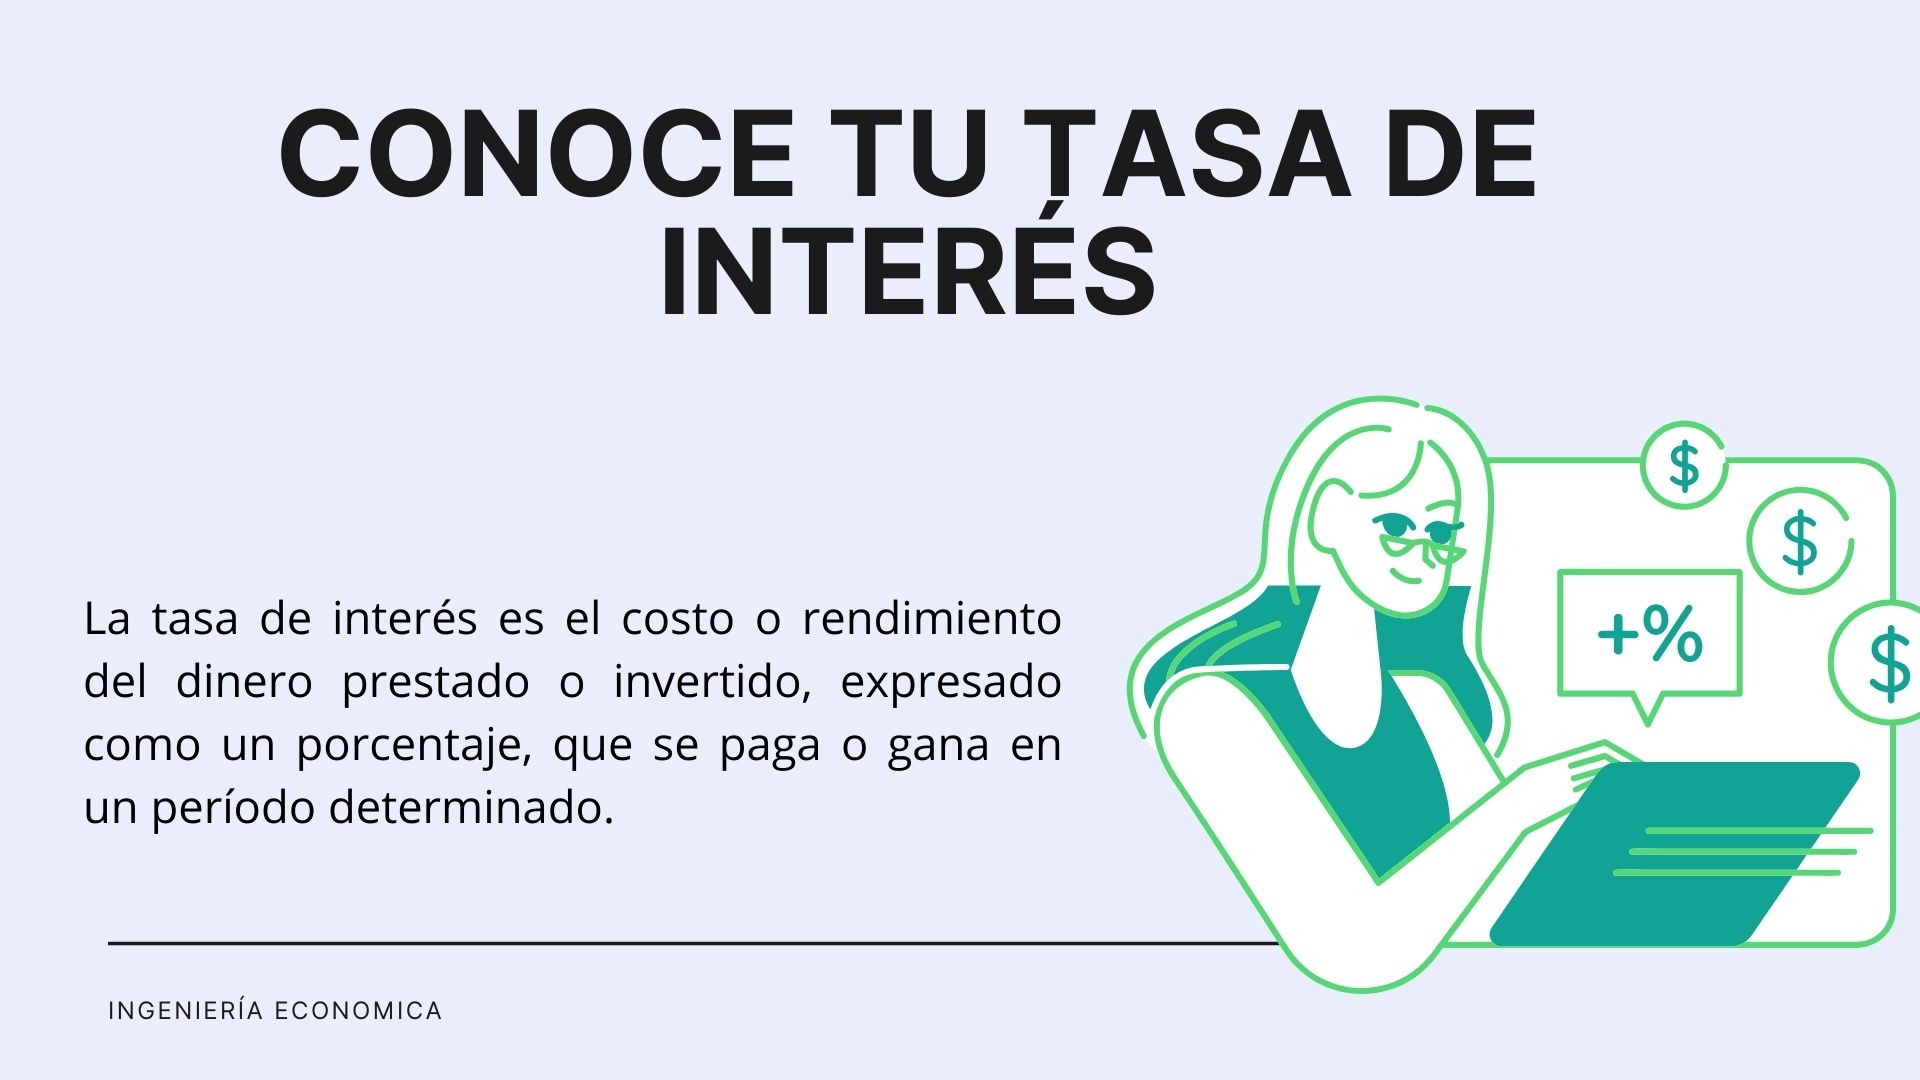 CONOCE TU TASA DE
INTERÉS
La tasa de interés es el costo o rendimiento
del dinero prestado o invertido, expresado
como un porcentaje, que se paga o gana en
un período determinado.
$
$
+%
$
INGENIERÍA ECONOMICA